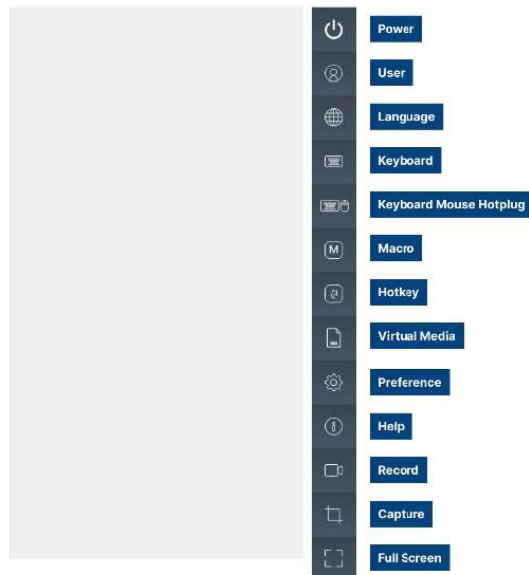 Power
User
Language
Keyboard
Keyboard Mouse Hotplug
M
Macro
Hotkey
Virtual Media
Preference
Help
Record
Capture
Full Screen